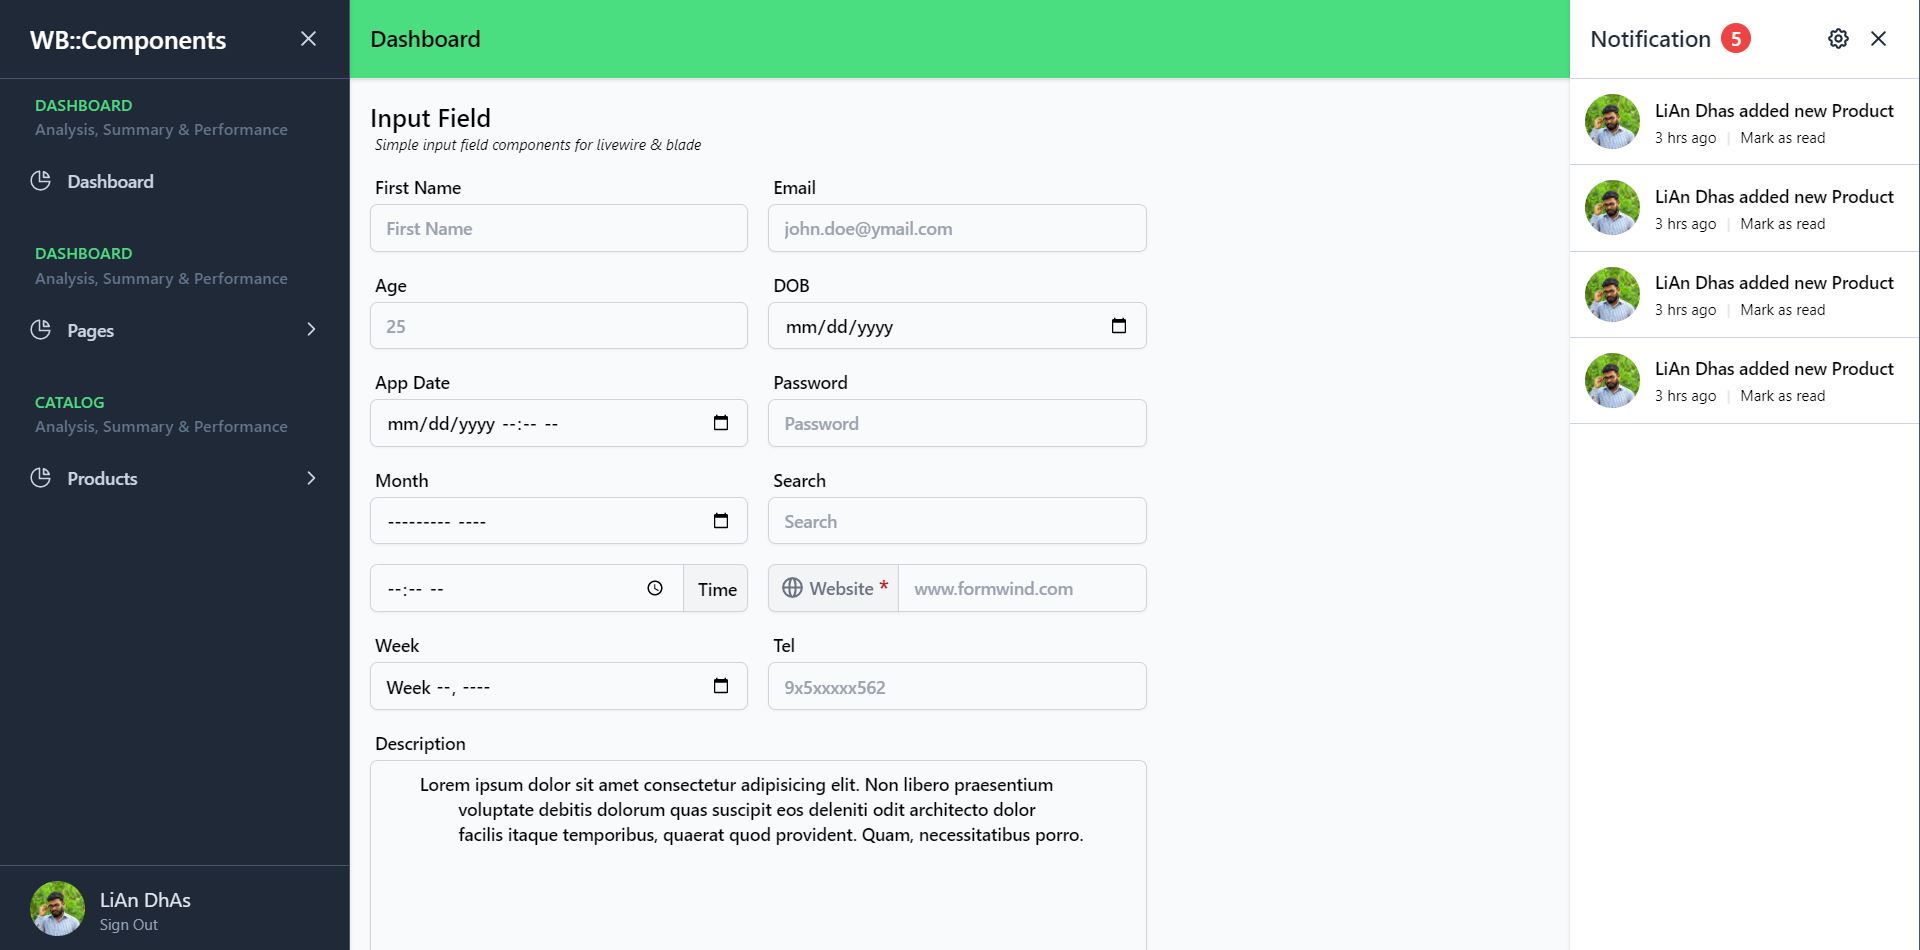 WB::Components
DASHBOARD
Analysis, Summary & Performance
Dashboard
DASHBOARD
Analysis, Summary & Performance
Pages
CATALOG
Analysis, Summary & Performance
Products
LiAn DhAs
Sign Out
Dashboard
Input Field
Simple input field components for livewire & blade
First Name
First Name
Email
john.doe@ymail.com
Age
25
DOB
mm/dd/yyyy
App Date
mm/dd/yyyy --:-- --
Password
Password
Month
--------- ----
Search
Search
--:-- --
Time
Website *
www.formwind.com
Week
Week --, ----
Tel
9x5xxxxx562
Description
Lorem ipsum dolor sit amet consectetur adipisicing elit. Non libero praesentium
voluptate debitis dolorum quas suscipit eos deleniti odit architecto dolor
facilis itaque temporibus, quaerat quod provident. Quam, necessitatibus porro.
Notification 5
LiAn Dhas added new Product
3 hrs ago | Mark as read
LiAn Dhas added new Product
3 hrs ago | Mark as read
LiAn Dhas added new Product
3 hrs ago | Mark as read
LiAn Dhas added new Product
3 hrs ago | Mark as read